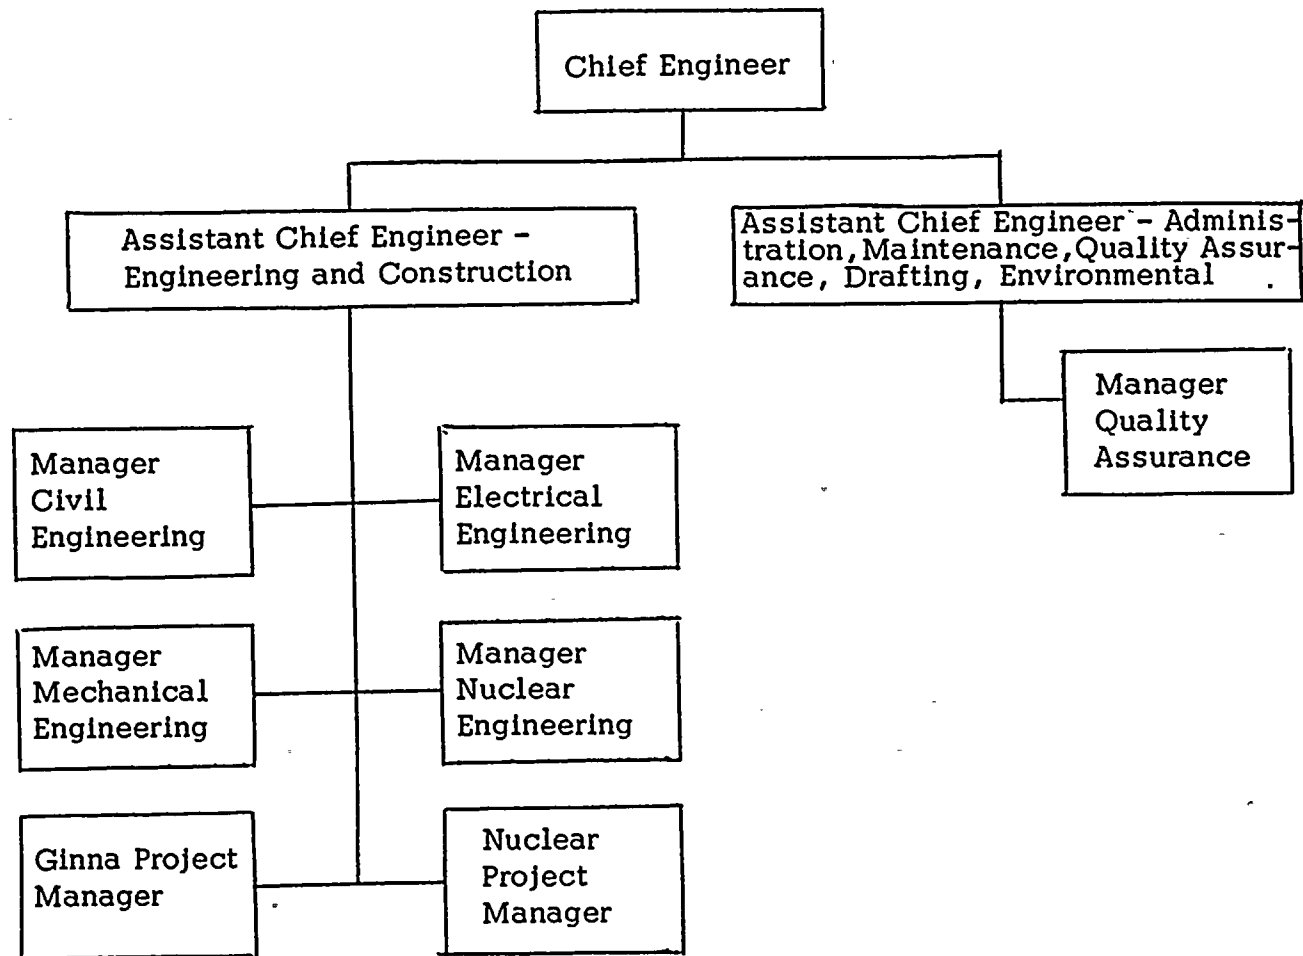 Chief Engineer
Assistant Chief Engineer -
Engineering and Construction
Assistant Chief Engineer - Adminis-
tration, Maintenance, Quality Assur-
ance, Drafting, Environmental
Manager
Quality
Assurance
Manager
Civil
Engineering
Manager
Electrical
Engineering
Manager
Mechanical
Engineering
Manager
Nuclear
Engineering
Ginna Project
Manager
Nuclear
Project
Manager